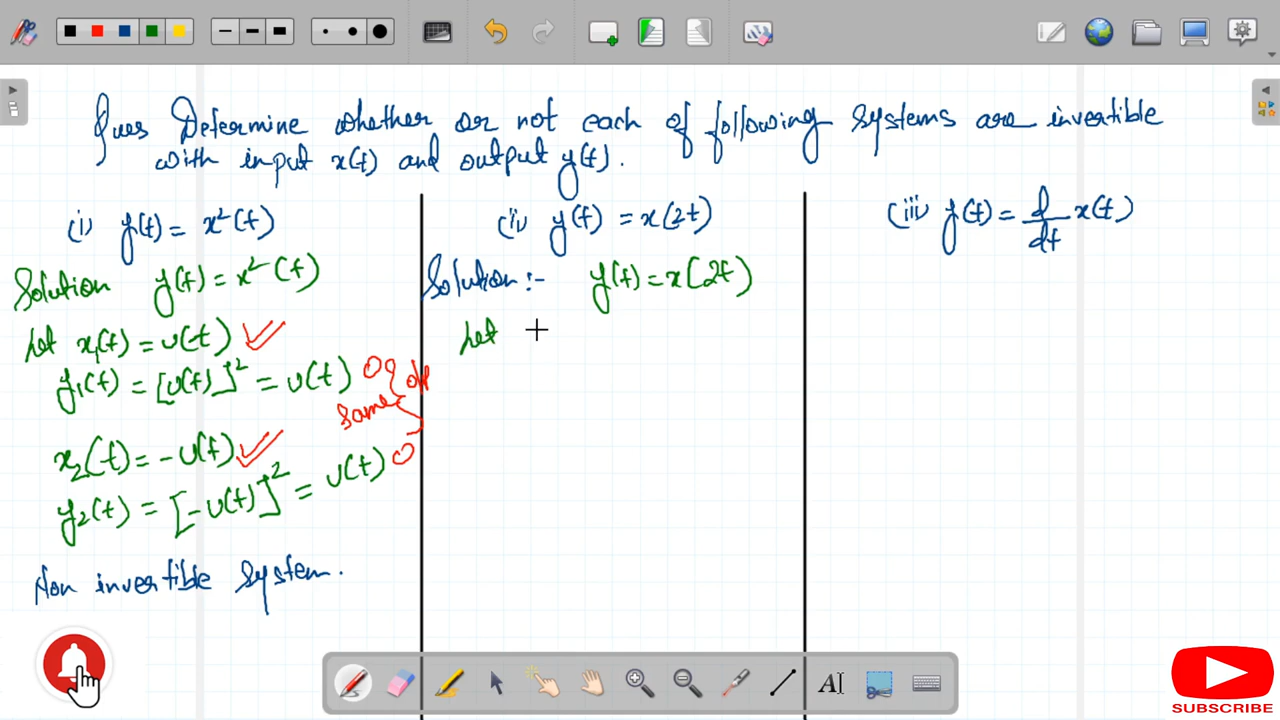 Ques Determine whether or not each of following systems are invertible
with input x(t) and output y(t).
(i) y(t) = x²(t)
Solution y(t) = x²(t)
Let x₁(t) = u(t)
y₁(t) = [u(t)]² = u(t)
same o/p
x₂(t) = -u(t)
y₂(t) = [-u(t)]² = u(t)
Non invertible system.
(ii) y(t) = x(2t)
Solution :- y(t) = x(2t)
Let
(iii) y(t) = d/dt x(t)
AI
SUBSCRIBE